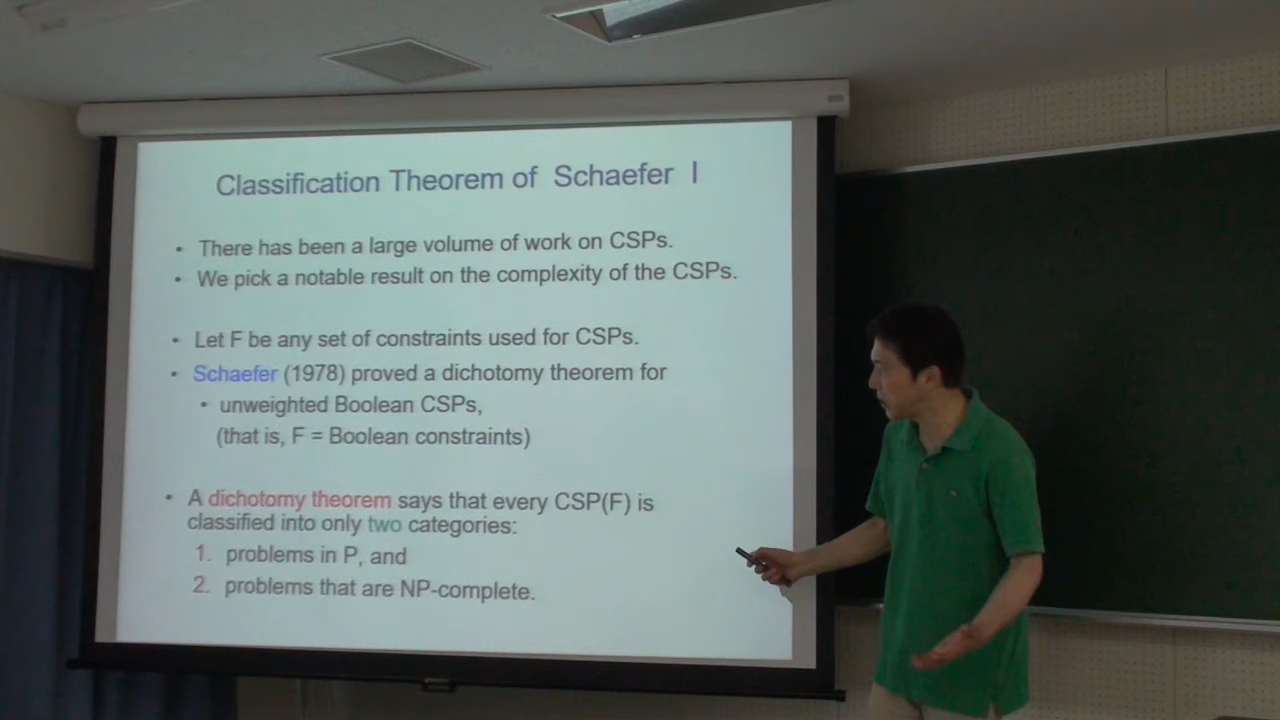 Classification Theorem of Schaefer I
• There has been a large volume of work on CSPs.
• We pick a notable result on the complexity of the CSPs.
• Let F be any set of constraints used for CSPs.
• Schaefer (1978) proved a dichotomy theorem for
• unweighted Boolean CSPs,
(that is, F = Boolean constraints)
• A dichotomy theorem says that every CSP(F) is
classified into only two categories:
1. problems in P, and
2. problems that are NP-complete.